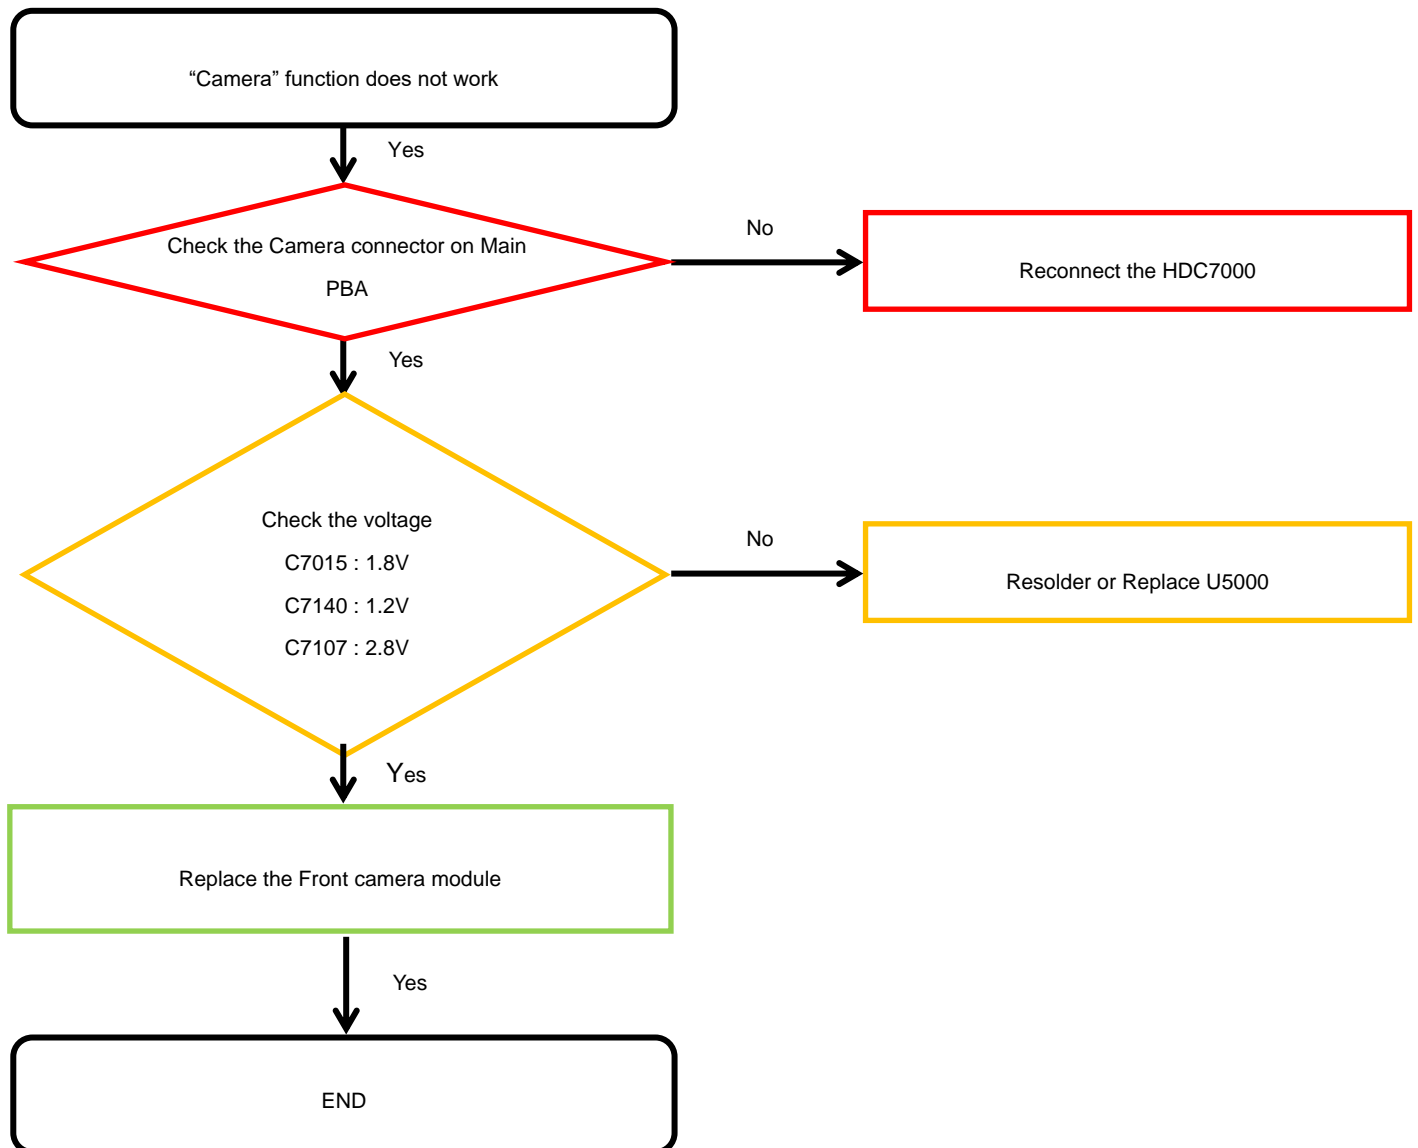 “Camera” function does not work
Yes
Check the Camera connector on Main
PBA
No
Reconnect the HDC7000
Yes
Check the voltage
C7015 : 1.8V
C7140 : 1.2V
C7107 : 2.8V
No
Resolder or Replace U5000
Yes
Replace the Front camera module
Yes
END